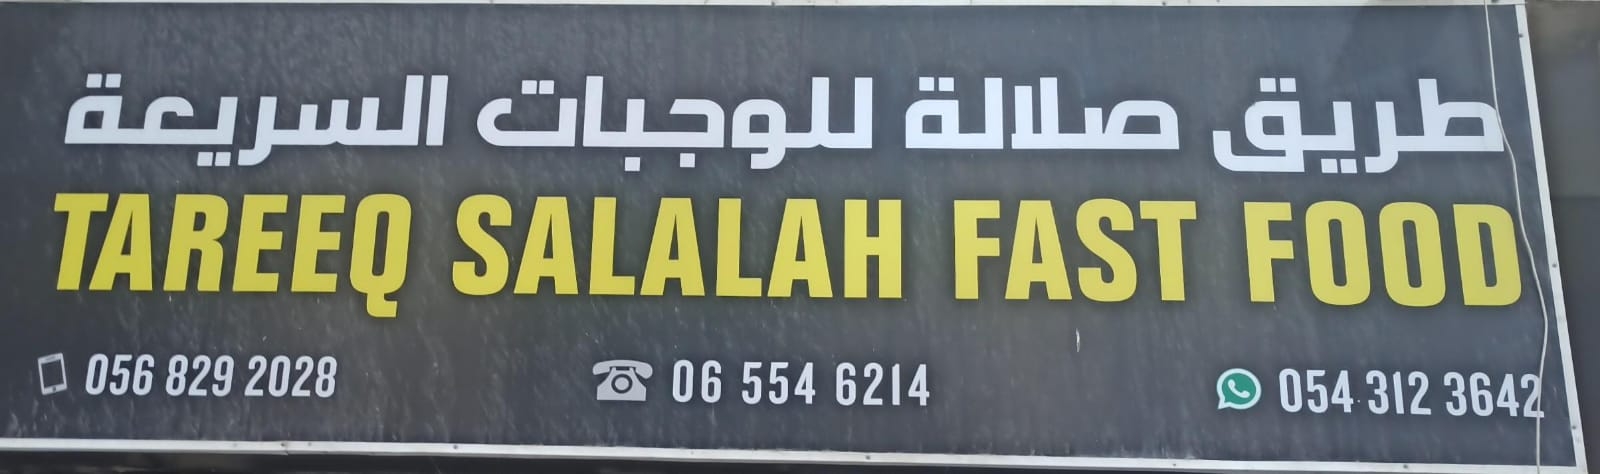 طريق صلالة للوجبات السريعة
TAREEQ SALALAH FAST FOOD
056 829 2028 06 554 6214 054 312 3642